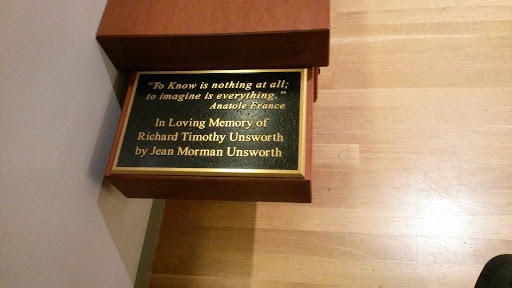 "To Know is nothing at all;
to imagine is everything."
Anatole France
In Loving Memory of
Richard Timothy Unsworth
by Jean Morman Unsworth